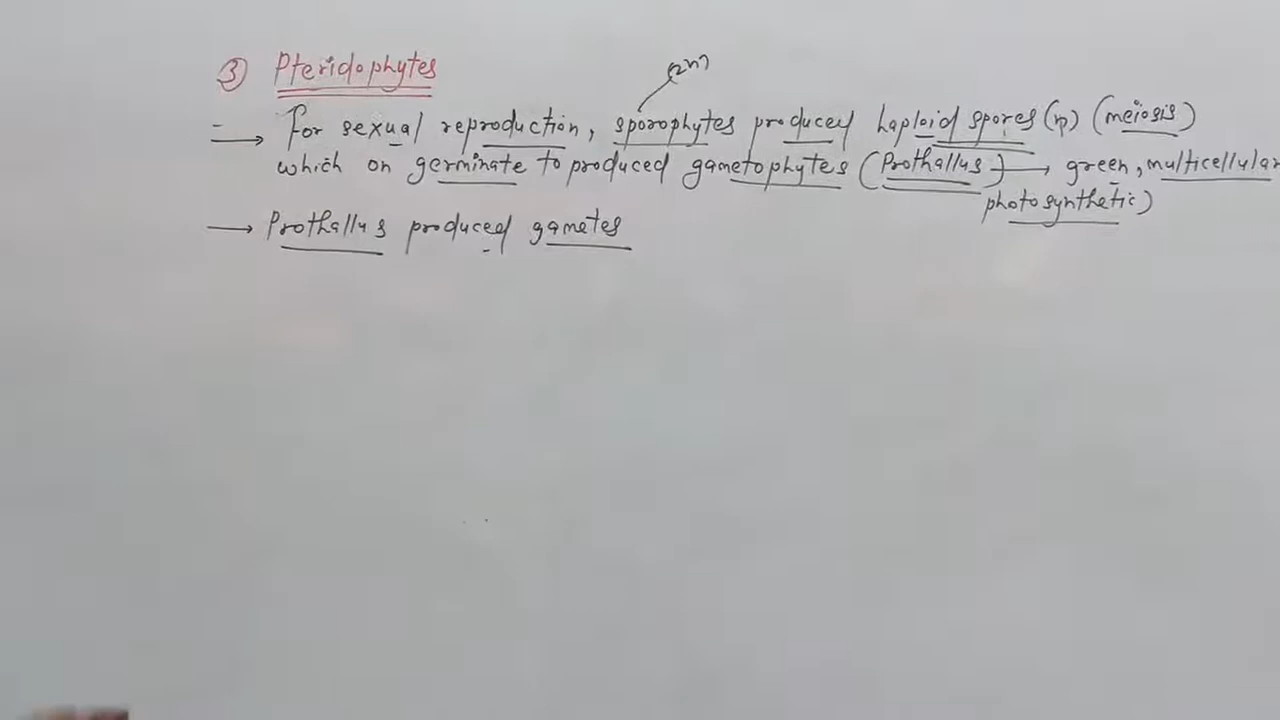 ③ Pteridophytes
(2n)
→ For sexual reproduction, sporophytes produced haploid spores (n) (meiosis)
which on germinate to produced gametophytes (Prothallus → green, multicellular
photosynthetic)
→ Prothallus produced gametes